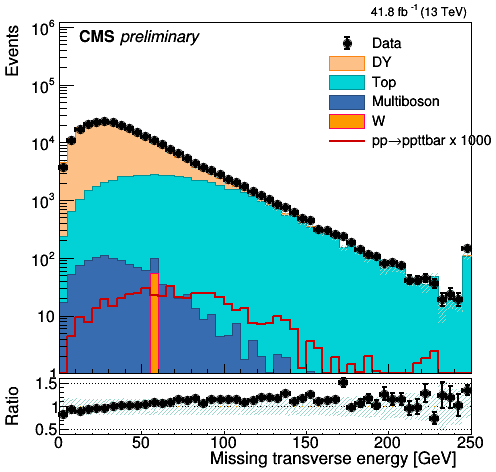 41.8 fb⁻¹ (13 TeV)
CMS preliminary
Events
10⁶
10⁵
10⁴
10³
10²
10
1
Data
DY
Top
Multiboson
W
pp→ppttbar x 1000
Ratio
1.5
1
0.5
0 50 100 150 200 250
Missing transverse energy [GeV]